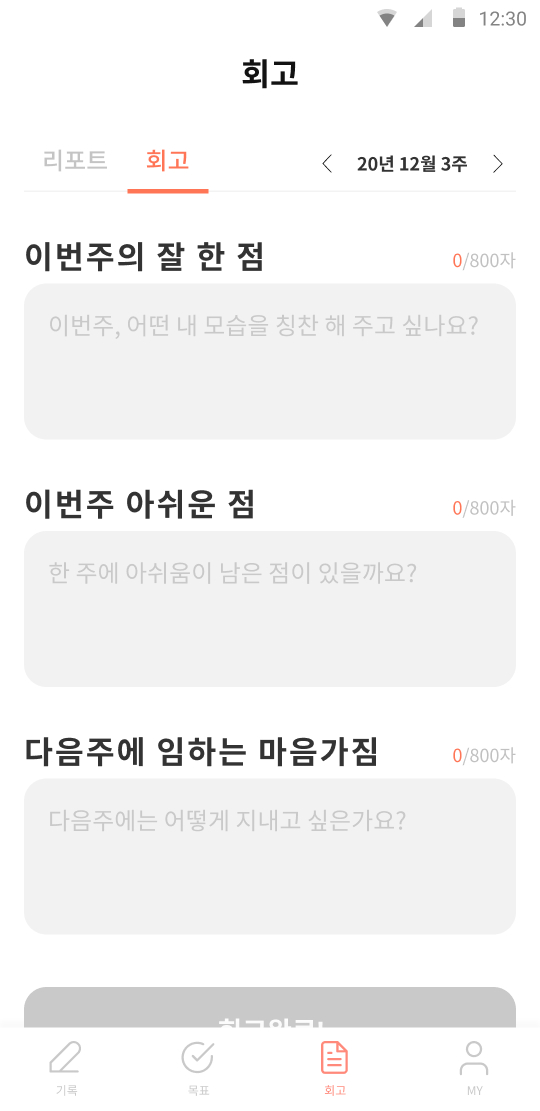 12:30
회고
리포트 회고 20년 12월 3주
이번주의 잘 한 점 0/800자
이번주, 어떤 내 모습을 칭찬 해 주고 싶나요?
이번주 아쉬운 점 0/800자
한 주에 아쉬움이 남은 점이 있을까요?
다음주에 임하는 마음가짐 0/800자
다음주에는 어떻게 지내고 싶은가요?
회고완료!
기록 목표 회고 MY